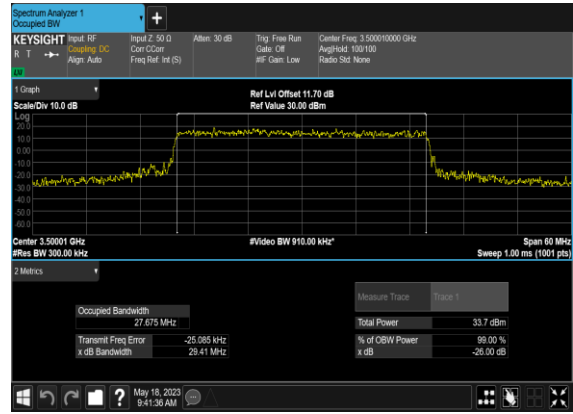 Spectrum Analyzer 1
Occupied BW
+
KEYSIGHT Input: RF Input Z: 50 Ω Atten: 30 dB Trig: Free Run Center Freq: 3.500010000 GHz
R T Coupling: DC Corr CCorr Gate: Off Avg|Hold: 100/100
Align: Auto Freq Ref: Int (S) #IF Gain: Low Radio Std: None
LW
1 Graph
Ref Lvl Offset 11.70 dB
Scale/Div 10.0 dB Ref Value 30.00 dBm
Log
20.0
10.0
0.00
-10.0
-20.0
-30.0
-40.0
-50.0
-60.0
Center 3.50001 GHz #Video BW 910.00 kHz* Span 60 MHz
#Res BW 300.00 kHz Sweep 1.00 ms (1001 pts)
2 Metrics
Measure Trace Trace 1
Occupied Bandwidth
27.675 MHz Total Power 33.7 dBm
Transmit Freq Error -25.085 kHz % of OBW Power 99.00 %
x dB Bandwidth 29.41 MHz x dB -26.00 dB
? May 18, 2023
9:41:36 AM